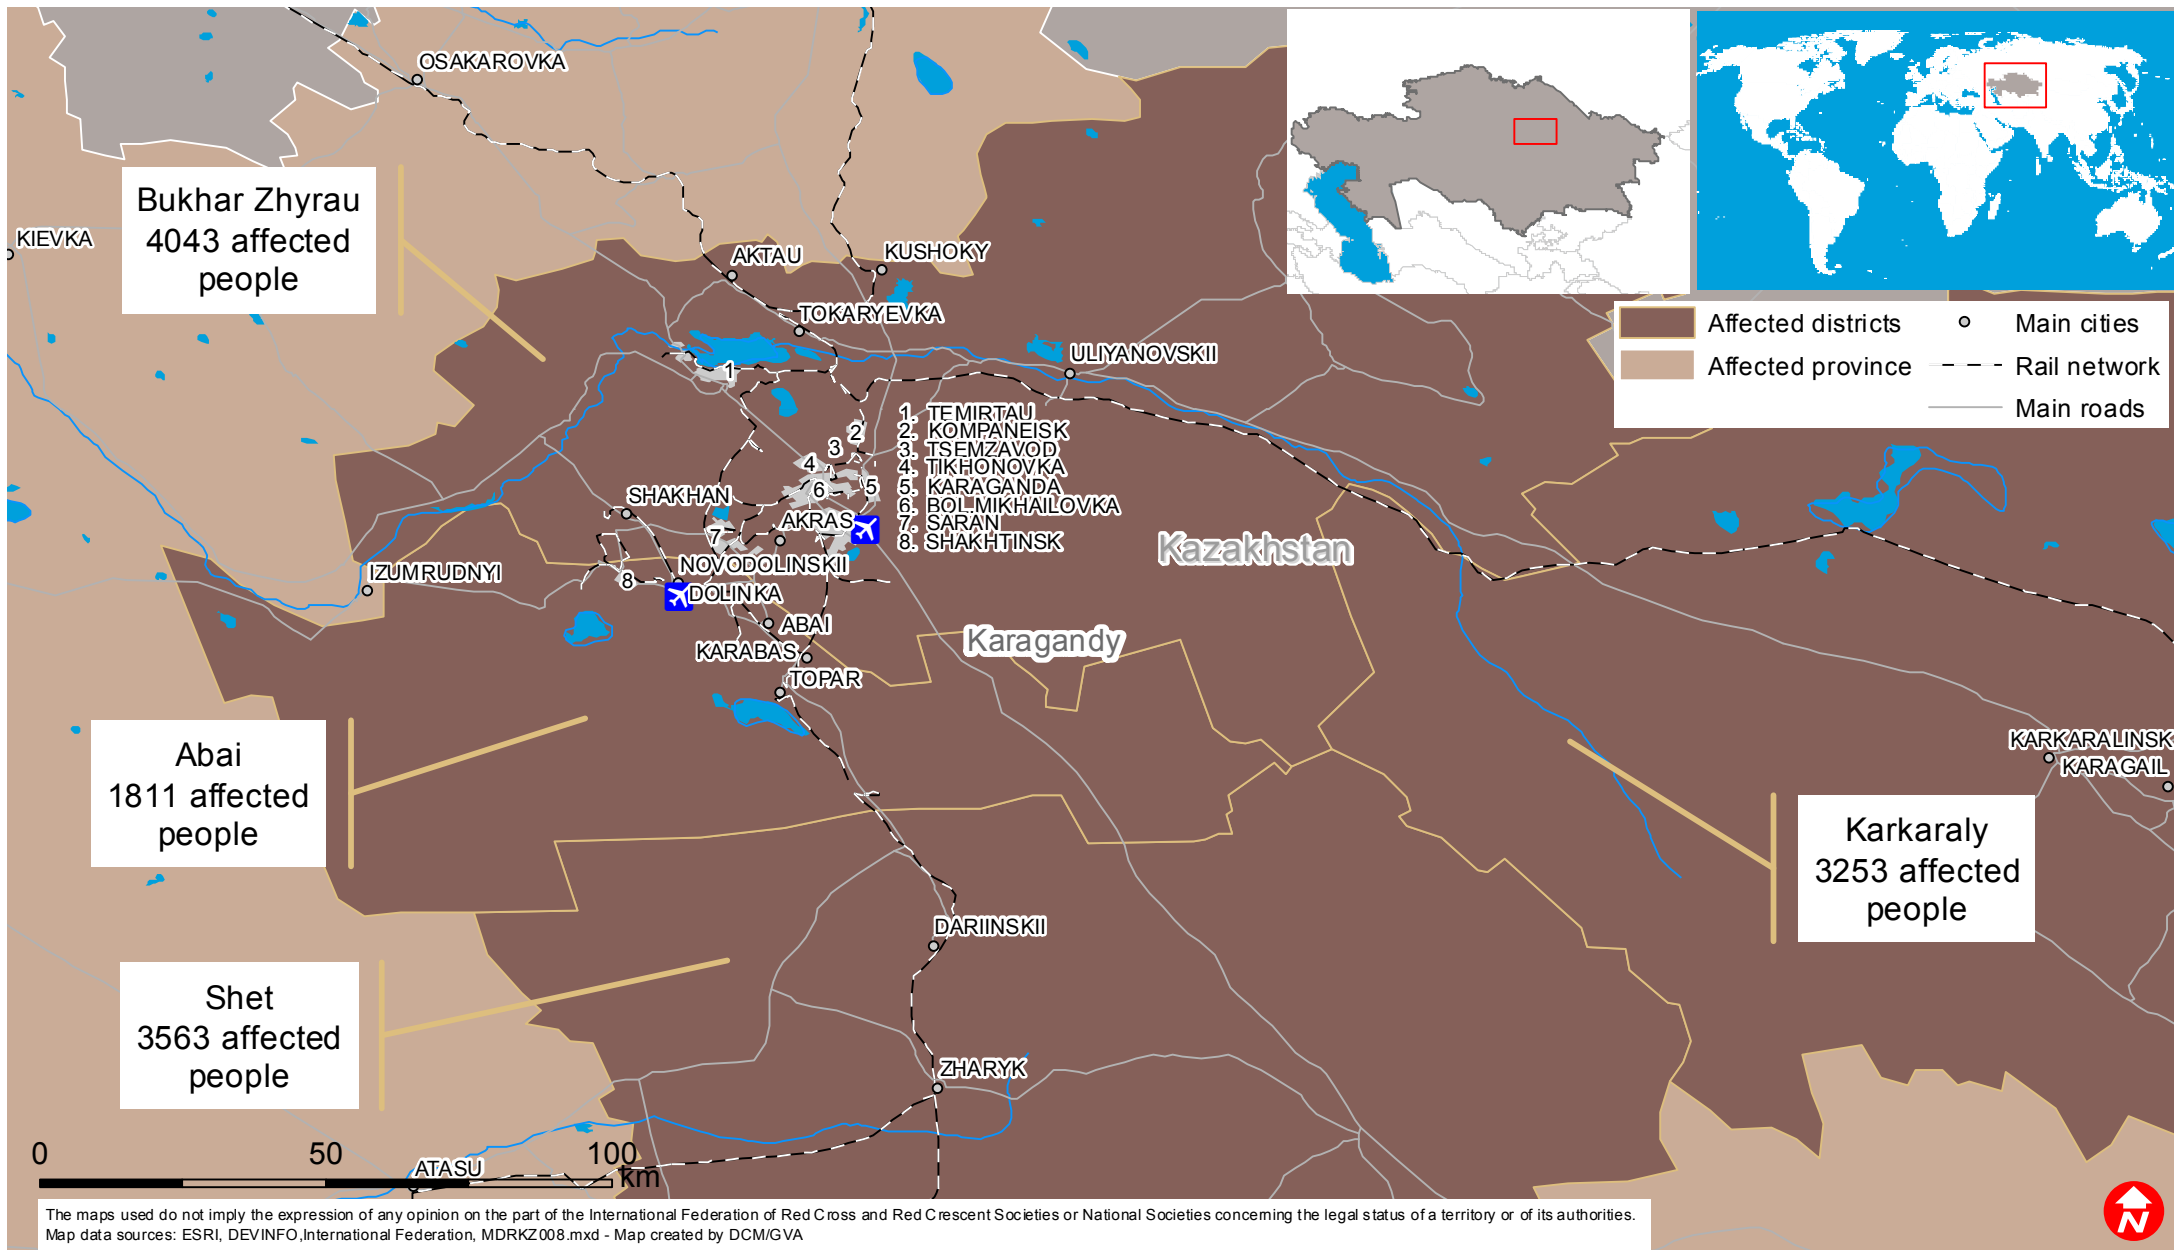 OSAKAROVKA
Bukhar Zhyrau
4043 affected
people
KIEVKA
AKTAU
KUSHOKY
TOKARYEVKA
ULIYANOVSKII
Affected districts
Main cities
Affected province
Rail network
Main roads
1
2
3
4
5
6
7
8
1. TEMIRTAU
2. KOMPANEISK
3. TSEMZAVOD
4. TIKHONOVKA
5. KARAGANDA
6. BOL.MIKHAILOVKA
7. SARAN
8. SHAKHTINSK
SHAKHAN
AKRAS
Kazakhstan
NOVODOLINSKII
IZUMRUDNYI
DOLINKA
ABAI
Karagandy
KARABAS
TOPAR
Abai
1811 affected
people
KARKARALINSK
KARAGAIL
Karkaraly
3253 affected
people
DARIINSKII
Shet
3563 affected
people
ZHARYK
0 50 100
km
ATASU
The maps used do not imply the expression of any opinion on the part of the International Federation of Red Cross and Red Crescent Societies or National Societies concerning the legal status of a territory or of its authorities.
Map data sources: ESRI, DEVINFO,International Federation, MDRKZ008.mxd - Map created by DCM/GVA
N